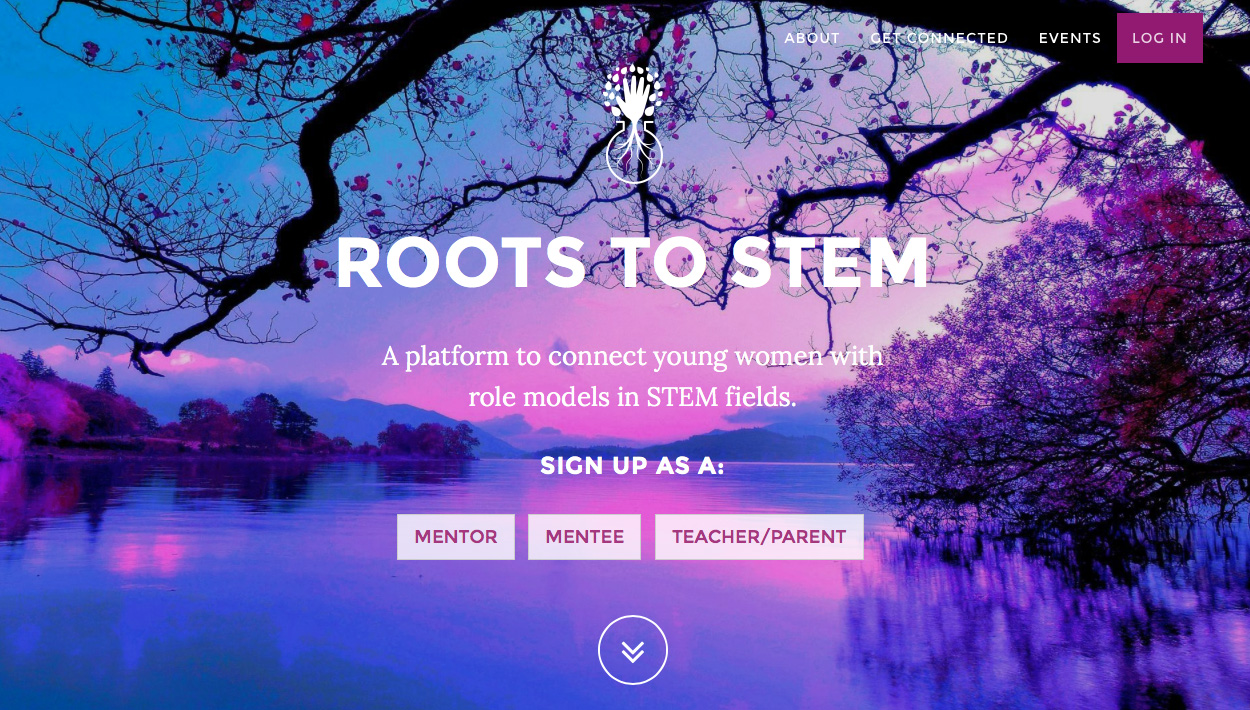 ABOUT GET CONNECTED EVENTS LOG IN
ROOTS TO STEM
A platform to connect young women with
role models in STEM fields.
SIGN UP AS A:
MENTOR MENTEE TEACHER/PARENT